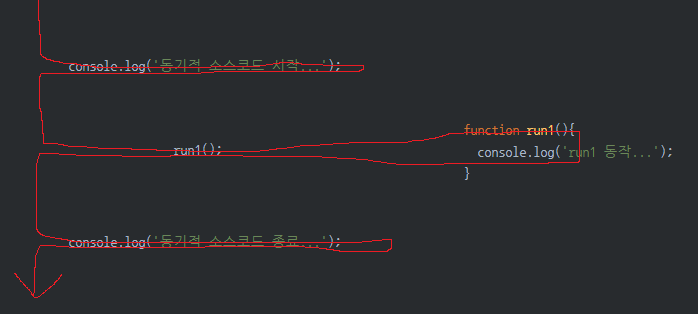 console.log('동기적 소스코드 시작...');
function run1(){
run1();
console.log('run1 동작...');
}
console.log('동기적 소스코드 종료...');